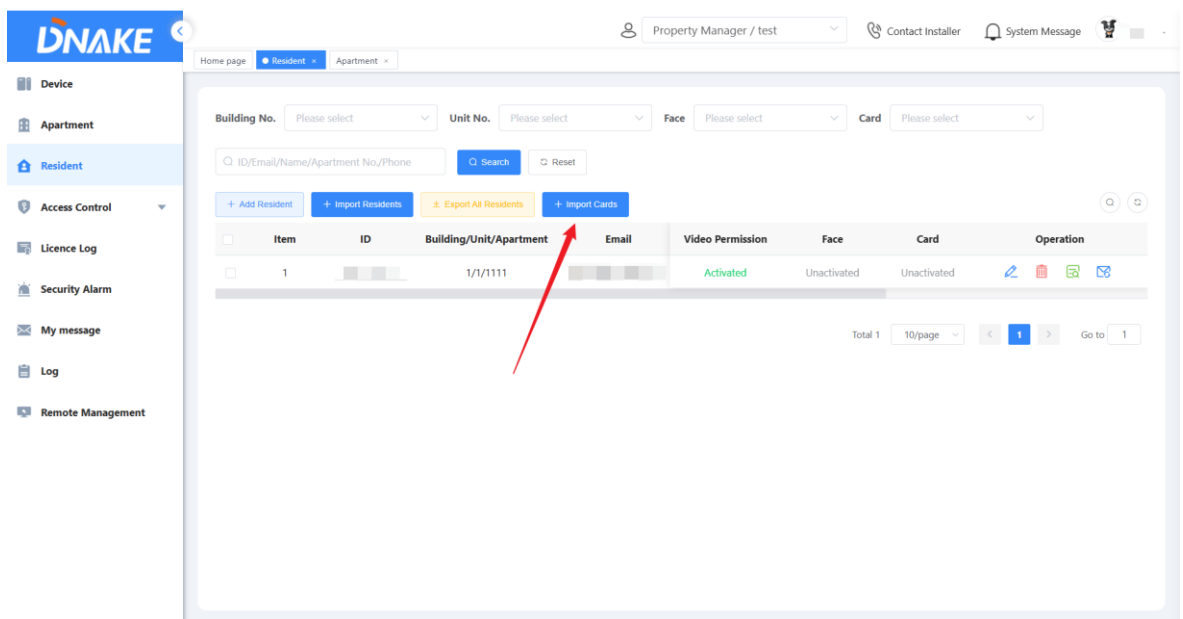 DNAKE
Property Manager / test
Contact Installer
System Message
Home page
Resident ×
Apartment ×
Device
Apartment
Resident
Access Control
Licence Log
Security Alarm
My message
Log
Remote Management
Building No. Please select
Unit No. Please select
Face Please select
Card Please select
ID/Email/Name/Apartment No./Phone
Search
Reset
+ Add Resident
+ Import Residents
Export All Residents
+ Import Cards
Item ID Building/Unit/Apartment Email Video Permission Face Card Operation
1 1/1/1111 Activated Unactivated Unactivated
Total 1 10/page < 1 > Go to 1